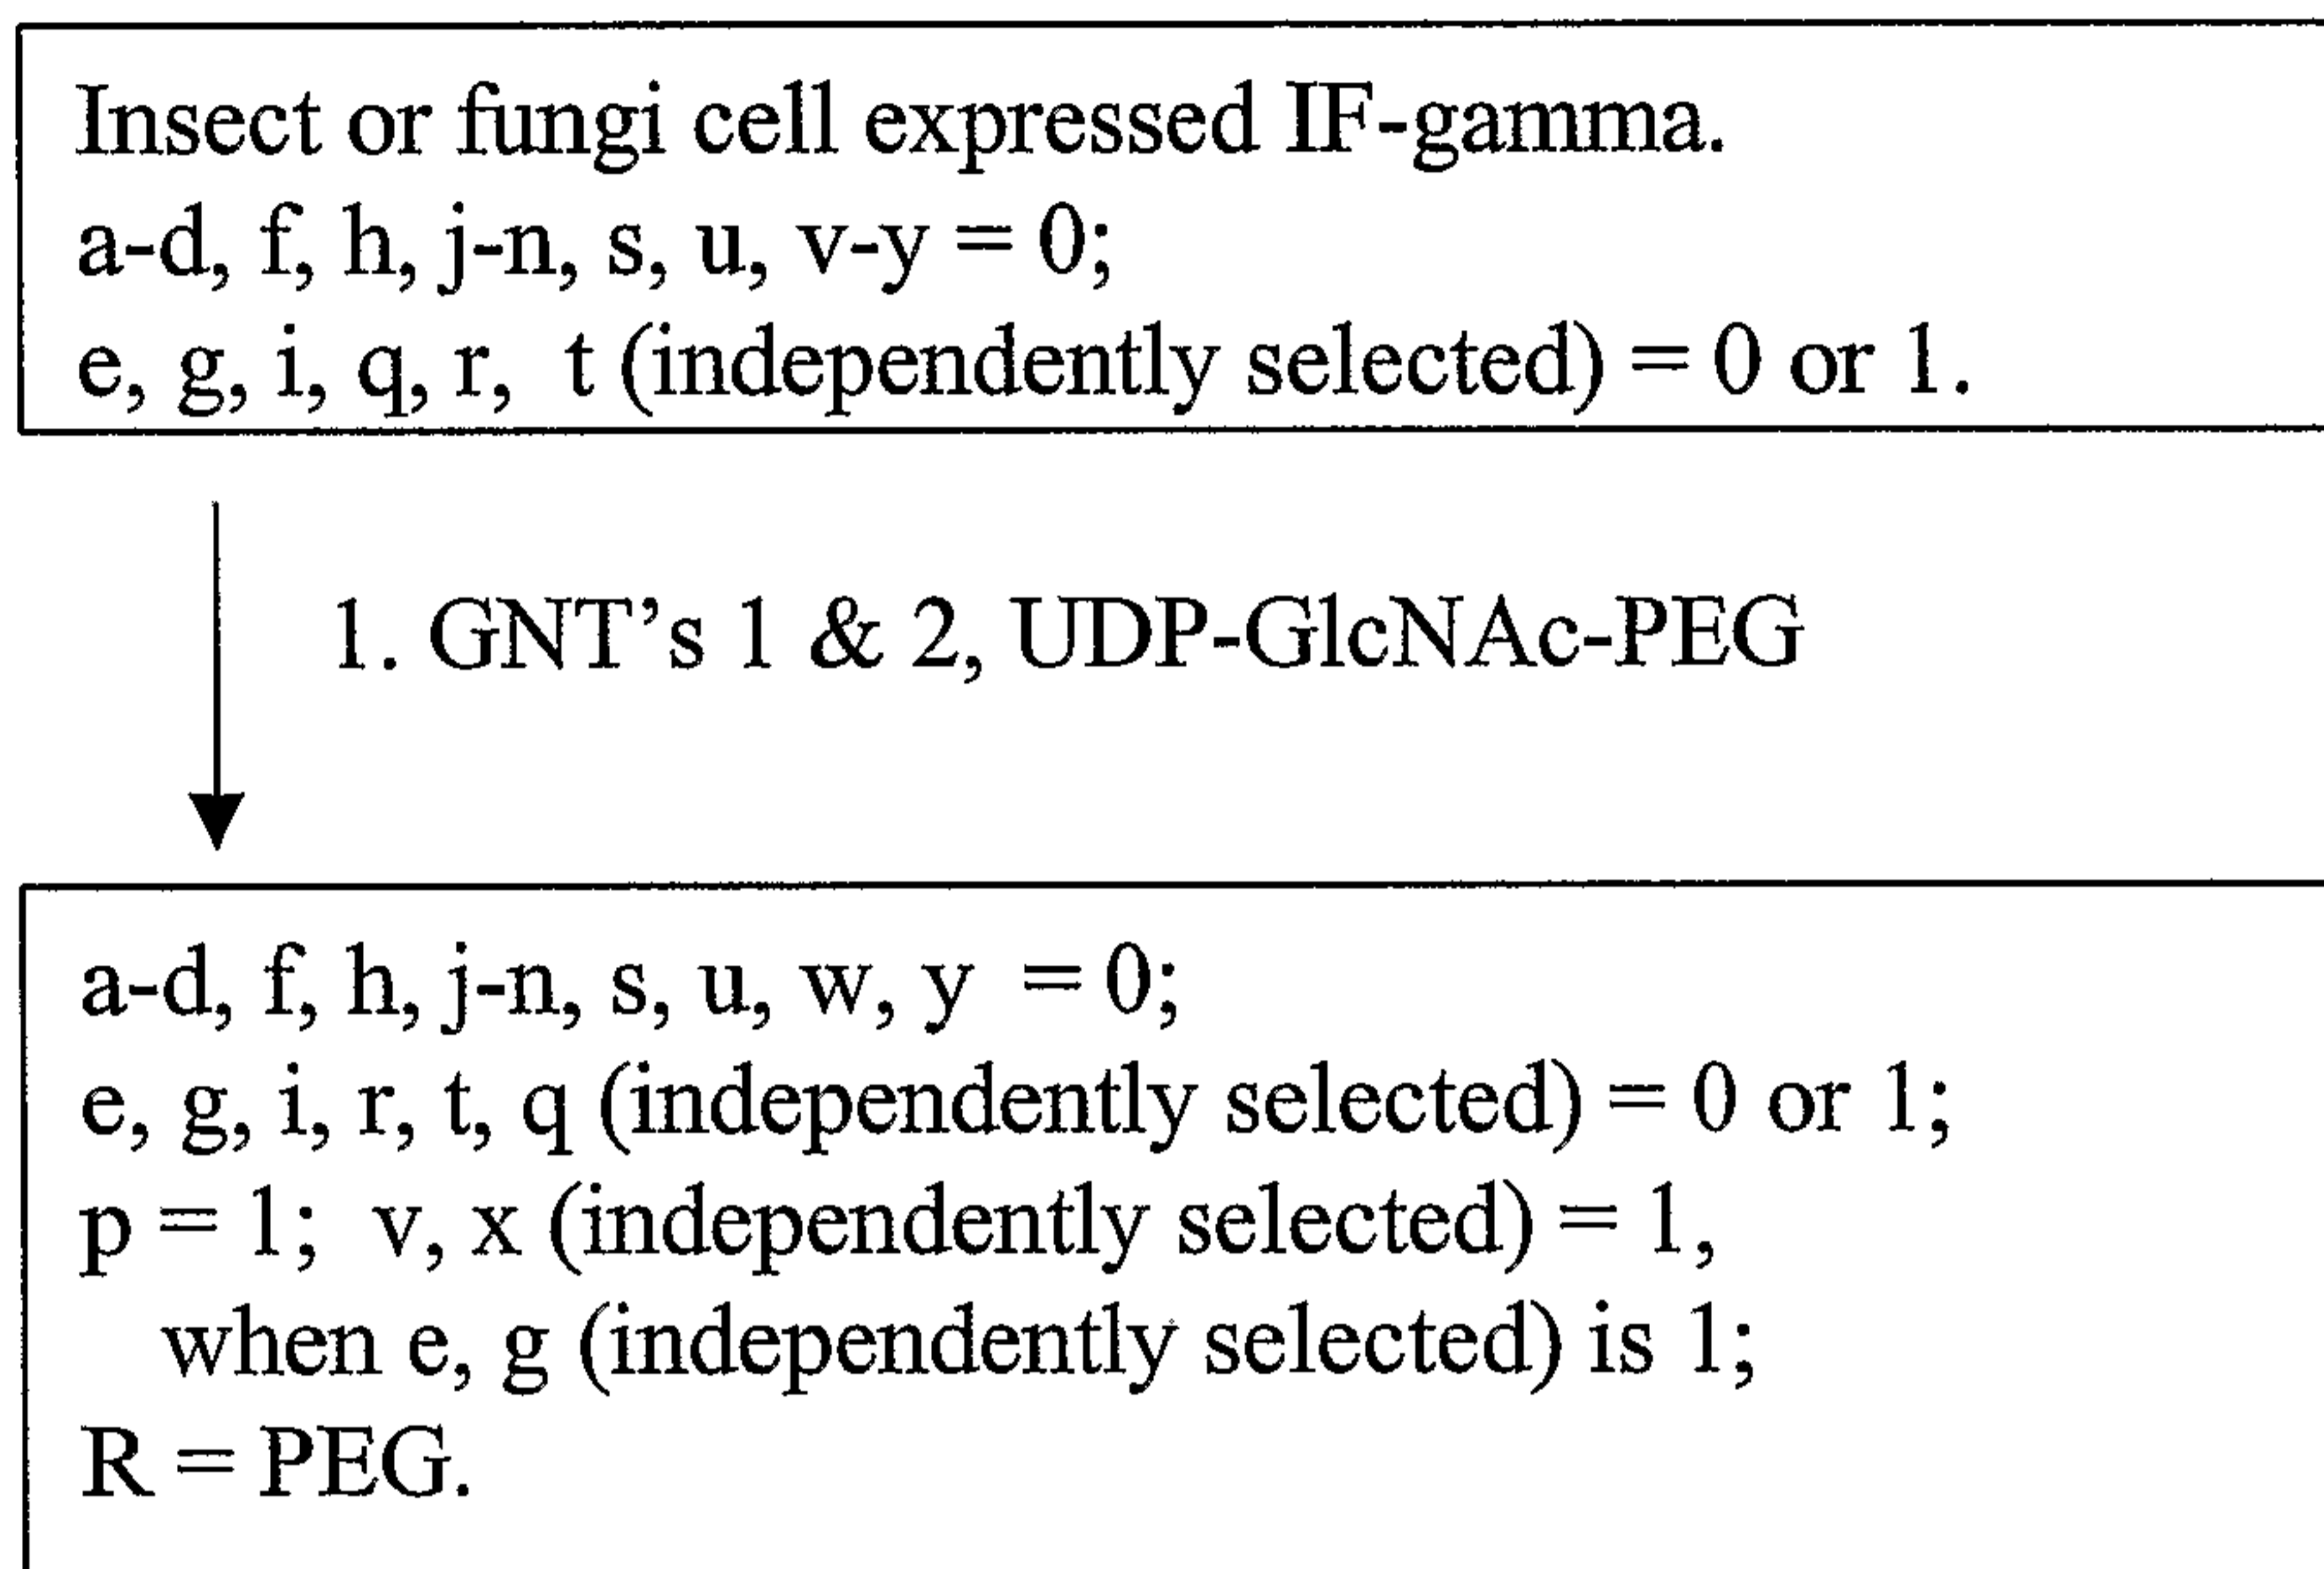 Insect or fungi cell expressed IF-gamma.
a-d, f, h, j-n, s, u, v-y = 0;
e, g, i, q, r, t (independently selected) = 0 or 1.
1. GNT's 1 & 2, UDP-GlcNAc-PEG
a-d, f, h, j-n, s, u, w, y = 0;
e, g, i, r, t, q (independently selected) = 0 or 1;
p = 1; v, x (independently selected) = 1,
when e, g (independently selected) is 1;
R = PEG.